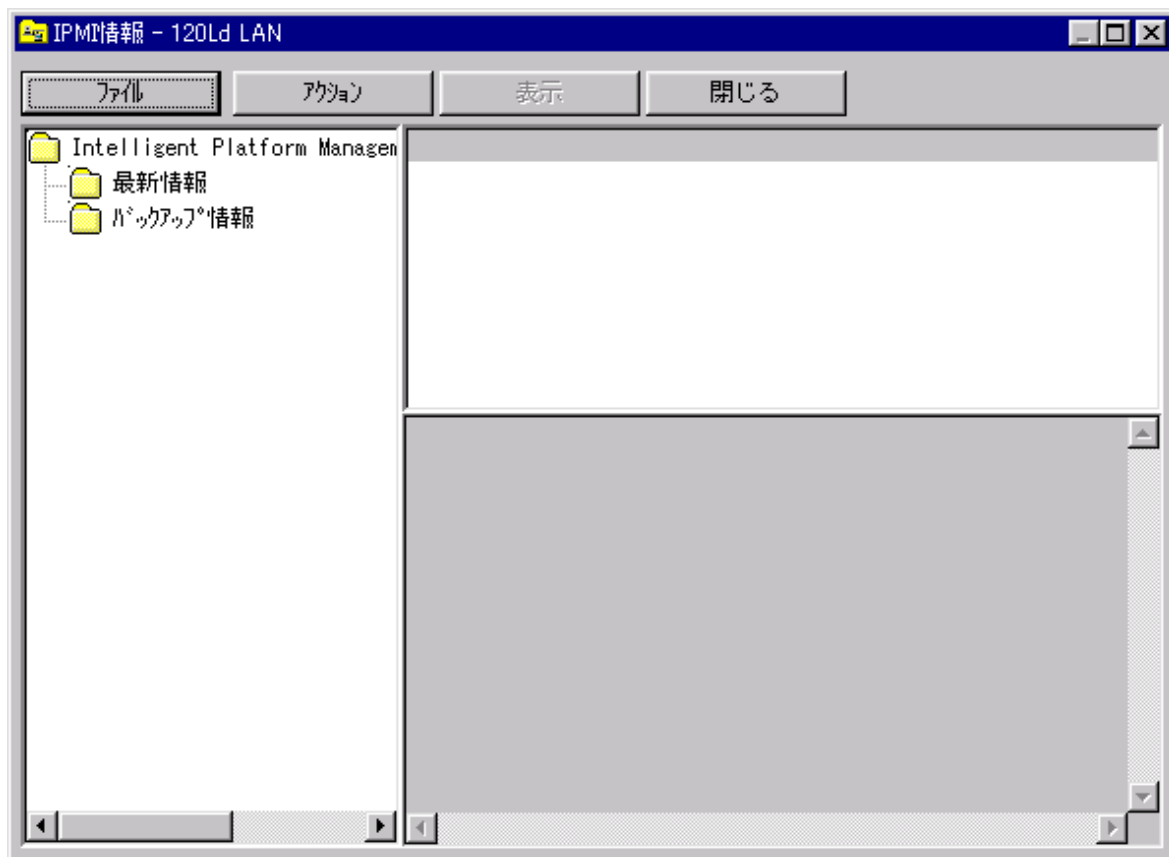 IPMI情報 - 120Ld LAN
ﾌｧｲﾙ ｱｸｼｮﾝ 表示 閉じる
Intelligent Platform Managem
最新情報
ﾊﾞｯｸｱｯﾌﾟ情報